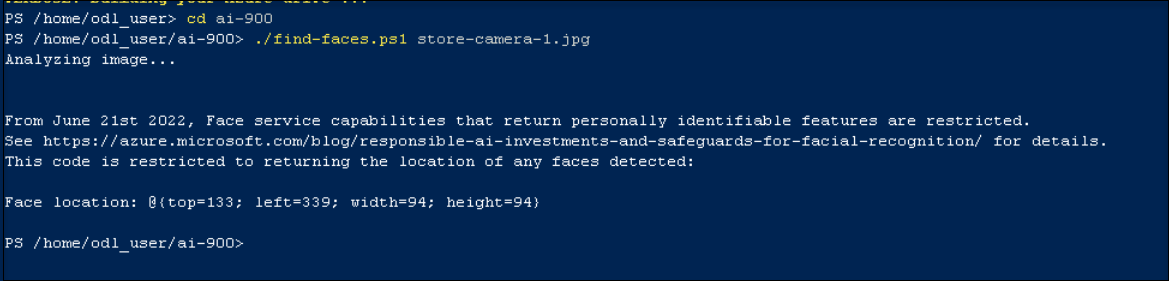 PS /home/odl_user> cd ai-900
PS /home/odl_user/ai-900> ./find-faces.ps1 store-camera-1.jpg
Analyzing image...
From June 21st 2022, Face service capabilities that return personally identifiable features are restricted.
See https://azure.microsoft.com/blog/responsible-ai-investments-and-safeguards-for-facial-recognition/ for details.
This code is restricted to returning the location of any faces detected:
Face location: @{top=133; left=339; width=94; height=94}
PS /home/odl_user/ai-900>